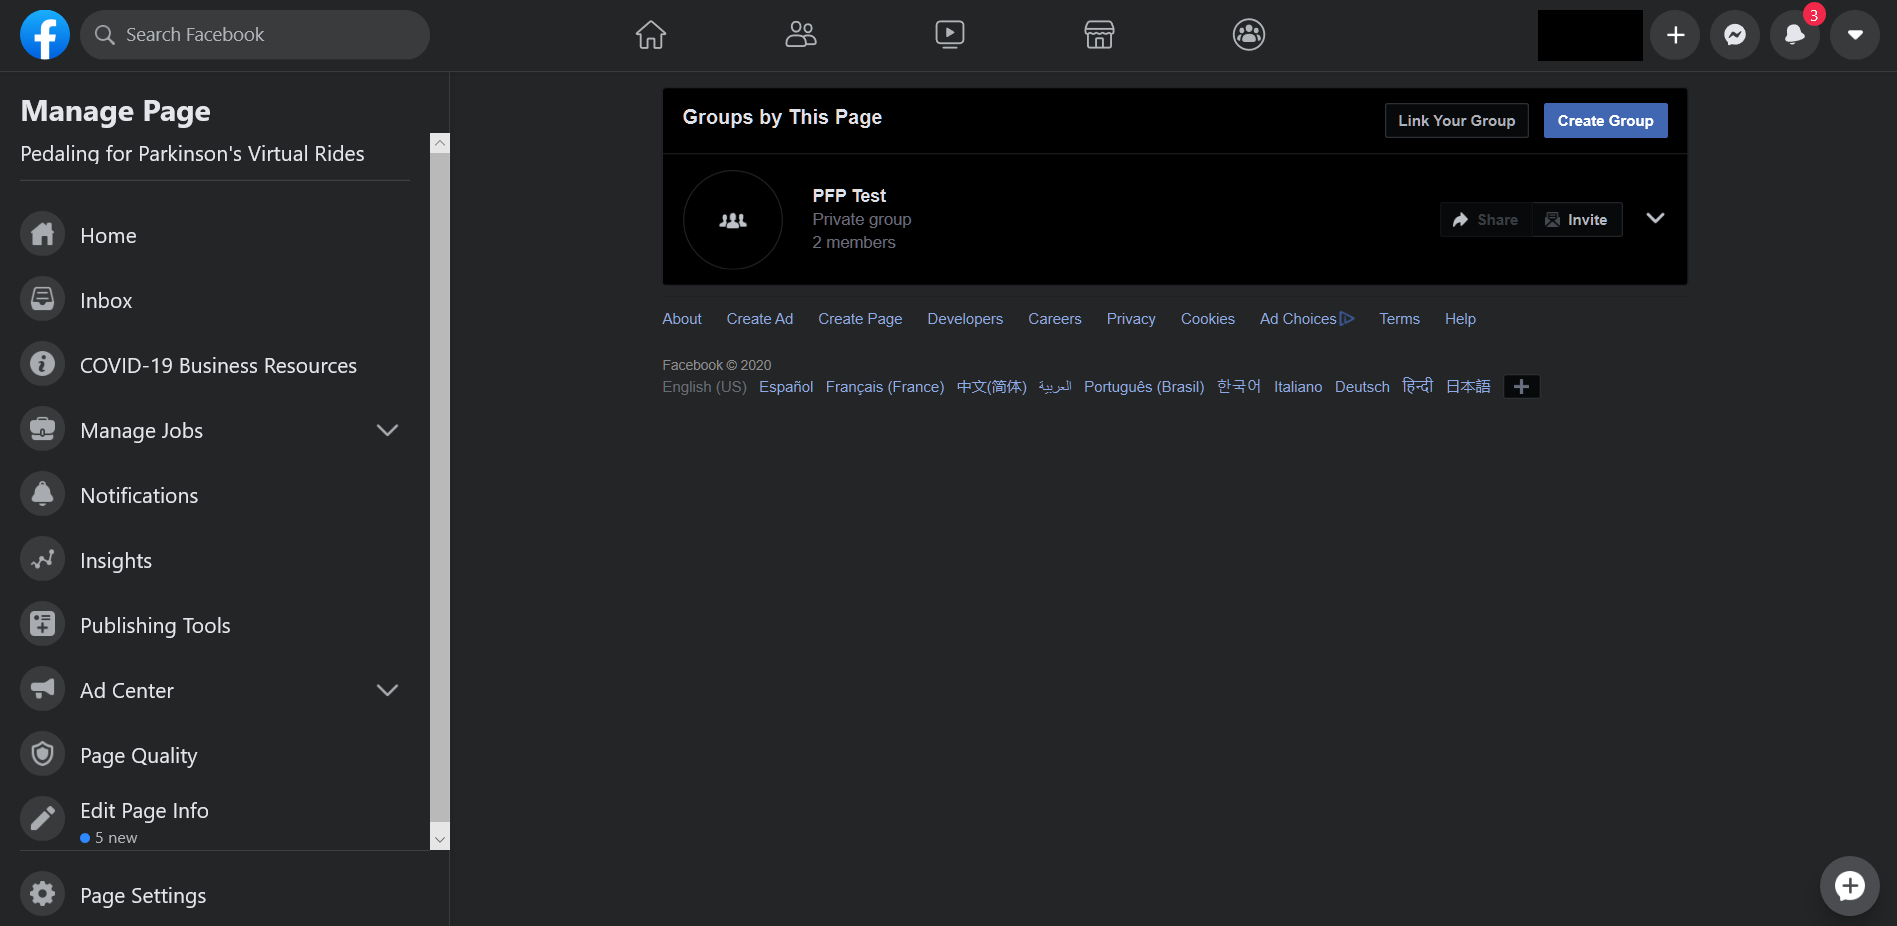 Search Facebook
3
Manage Page
Pedaling for Parkinson's Virtual Rides
Home
Inbox
COVID-19 Business Resources
Manage Jobs
Notifications
Insights
Publishing Tools
Ad Center
Page Quality
Edit Page Info
5 new
Page Settings
Groups by This Page
Link Your Group Create Group
PFP Test
Private group
2 members
Share Invite
About Create Ad Create Page Developers Careers Privacy Cookies Ad Choices Terms Help
Facebook © 2020
English (US) Español Français (France) 中文(简体) العربية Português (Brasil) 한국어 Italiano Deutsch हिन्दी 日本語